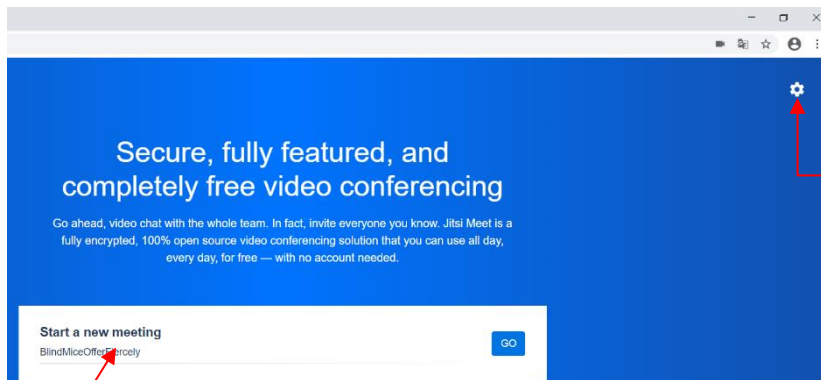 Secure, fully featured, and
completely free video conferencing
Go ahead, video chat with the whole team. In fact, invite everyone you know. Jitsi Meet is a
fully encrypted, 100% open source video conferencing solution that you can use all day,
every day, for free — with no account needed.
Start a new meeting
GO
BlindMiceOfferFiercely